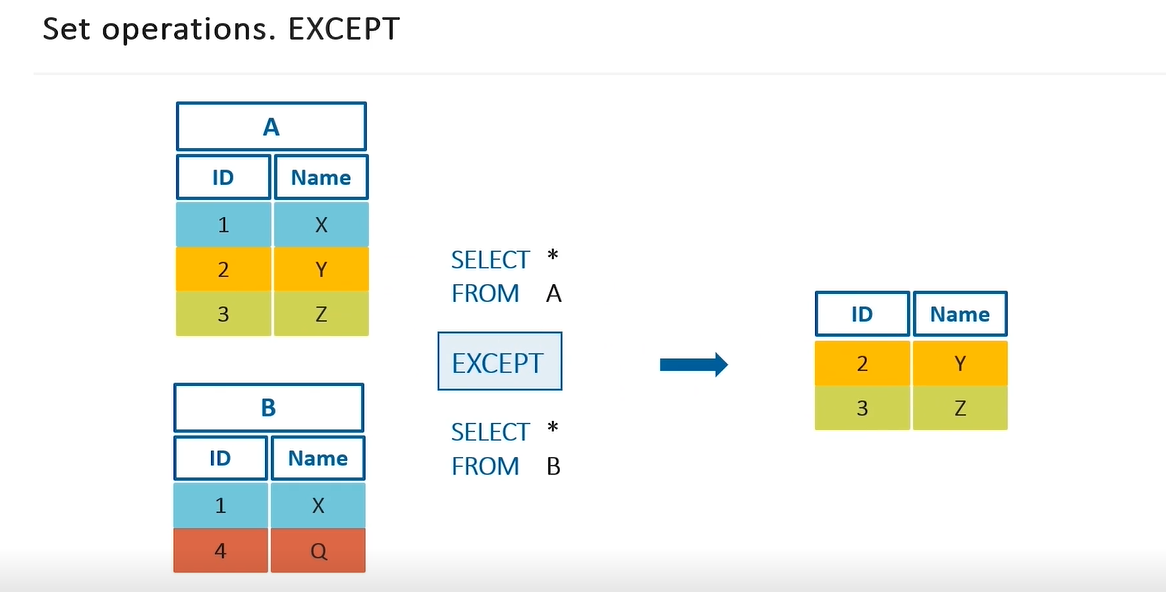 Set operations. EXCEPT
A
ID Name
1 X
2 Y
3 Z
B
ID Name
1 X
4 Q
SELECT *
FROM A
EXCEPT
SELECT *
FROM B
ID Name
2 Y
3 Z